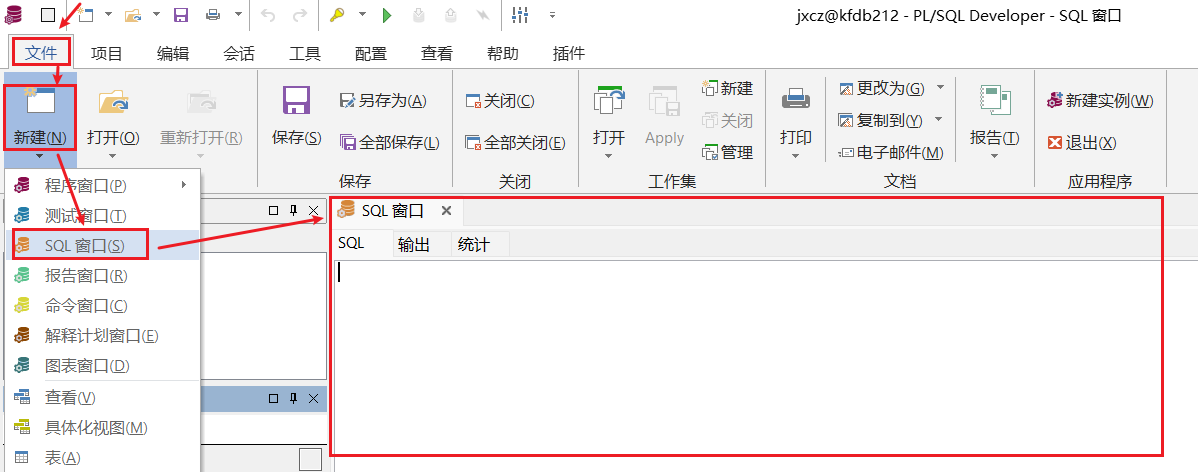 jxcz@kfdb212 - PL/SQL Developer - SQL 窗口
文件 项目 编辑 会话 工具 配置 查看 帮助 插件
新建(N) 打开(O) 重新打开(R) 保存(S) 另存为(A) 全部保存(L) 关闭(C) 全部关闭(E) 打开 Apply 新建 关闭 管理 打印 更改为(G) 复制到(Y) 电子邮件(M) 报告(T) 新建实例(W) 退出(X)
保存 关闭 工作集 文档 应用程序
程序窗口(P)
测试窗口(T)
SQL 窗口(S)
报告窗口(R)
命令窗口(C)
解释计划窗口(E)
图表窗口(D)
查看(V)
具体化视图(M)
表(A)
SQL 窗口
SQL 输出 统计